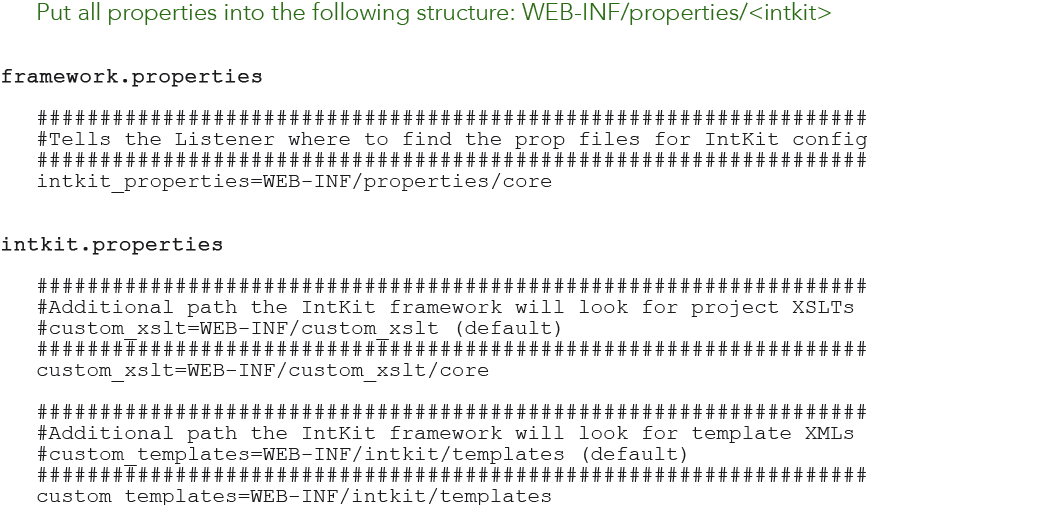 Put all properties into the following structure: WEB-INF/properties/<intkit>
framework.properties
##################################################################
#Tells the Listener where to find the prop files for IntKit config
##################################################################
intkit_properties=WEB-INF/properties/core
intkit.properties
##################################################################
#Additional path the IntKit framework will look for project XSLTs
#custom_xslt=WEB-INF/custom_xslt (default)
##################################################################
custom_xslt=WEB-INF/custom_xslt/core
##################################################################
#Additional path the IntKit framework will look for template XMLs
#custom_templates=WEB-INF/intkit/templates (default)
##################################################################
custom_templates=WEB-INF/intkit/templates